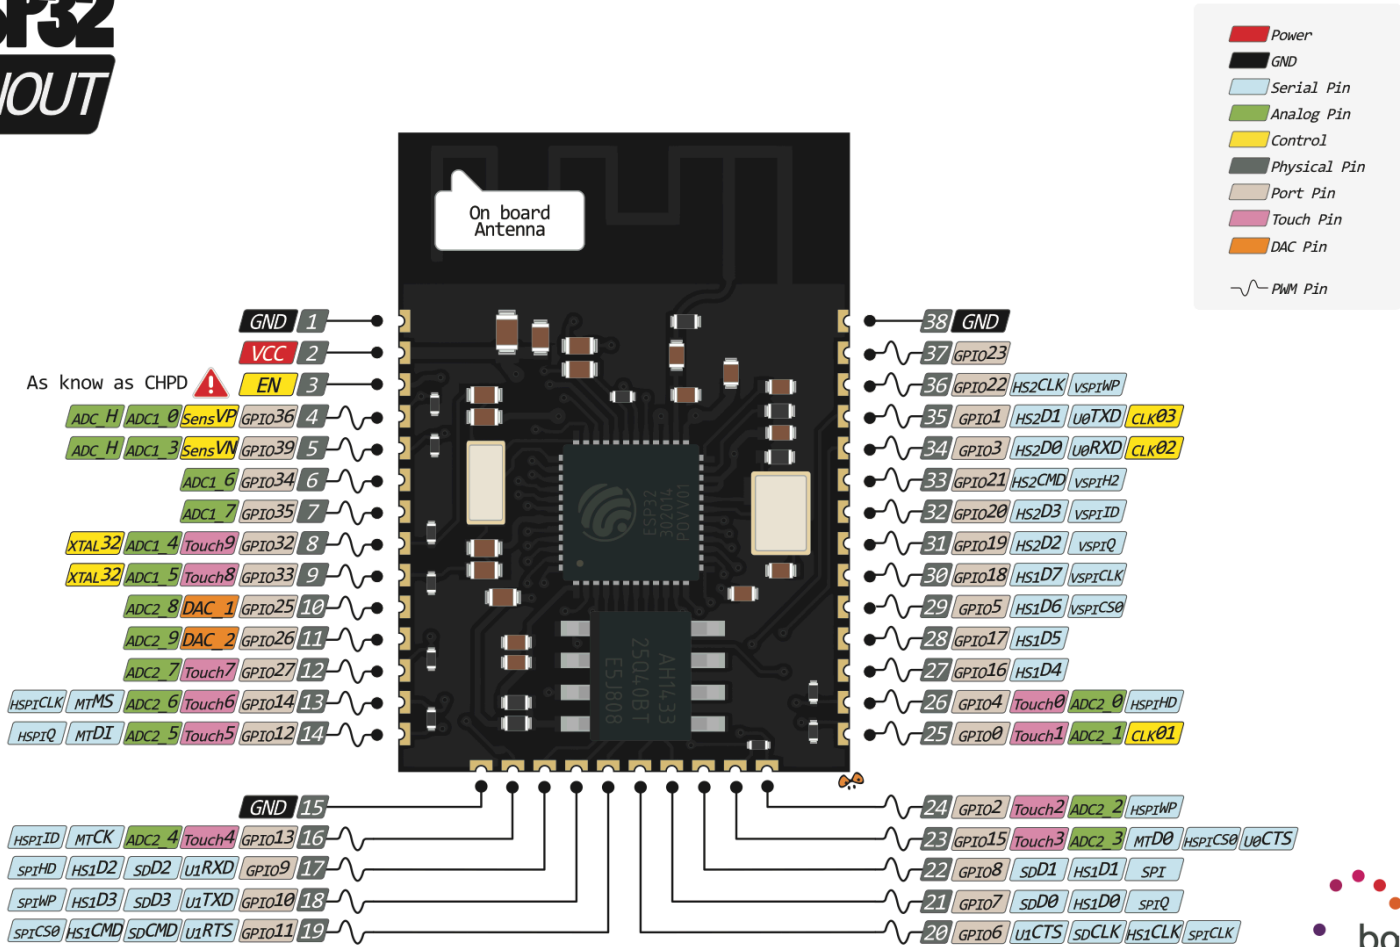 SP32
NOUT
Power
GND
Serial Pin
Analog Pin
Control
Physical Pin
Port Pin
Touch Pin
DAC Pin
PWM Pin
On board
Antenna
GND 1
VCC 2
As know as CHPD EN 3
ADC_H ADC1_0 SensVP GPIO36 4
ADC_H ADC1_3 SensVN GPIO39 5
ADC1_6 GPIO34 6
ADC1_7 GPIO35 7
XTAL32 ADC1_4 Touch9 GPIO32 8
XTAL32 ADC1_5 Touch8 GPIO33 9
ADC2_8 DAC_1 GPIO25 10
ADC2_9 DAC_2 GPIO26 11
ADC2_7 Touch7 GPIO27 12
HSPICLK MTMS ADC2_6 Touch6 GPIO14 13
HSPIQ MTDI ADC2_5 Touch5 GPIO12 14
GND 15
HSPIID MTCK ADC2_4 Touch4 GPIO13 16
SPIHD HS1D2 SDD2 U1RXD GPIO9 17
SPIWP HS1D3 SDD3 U1TXD GPIO10 18
SPICS0 HS1CMD SDCMD U1RTS GPIO11 19
ESP32
302014
PDVV01
AH1433
25Q40BT
E5J808
38 GND
37 GPIO23
36 GPIO22 HS2CLK VSPIWP
35 GPIO1 HS2D1 U0TXD CLK03
34 GPIO3 HS2D0 U0RXD CLK02
33 GPIO21 HS2CMD VSPIH2
32 GPIO20 HS2D3 VSPIID
31 GPIO19 HS2D2 VSPIQ
30 GPIO18 HS1D7 VSPICLK
29 GPIO5 HS1D6 VSPICS0
28 GPIO17 HS1D5
27 GPIO16 HS1D4
26 GPIO4 Touch0 ADC2_0 HSPIHD
25 GPIO0 Touch1 ADC2_1 CLK01
24 GPIO2 Touch2 ADC2_2 HSPIWP
23 GPIO15 Touch3 ADC2_3 MTDO HSPICS0 U0CTS
22 GPIO8 SDD1 HS1D1 SPI
21 GPIO7 SDD0 HS1D0 SPIQ
20 GPIO6 U1CTS SDCLK HS1CLK SPICLK